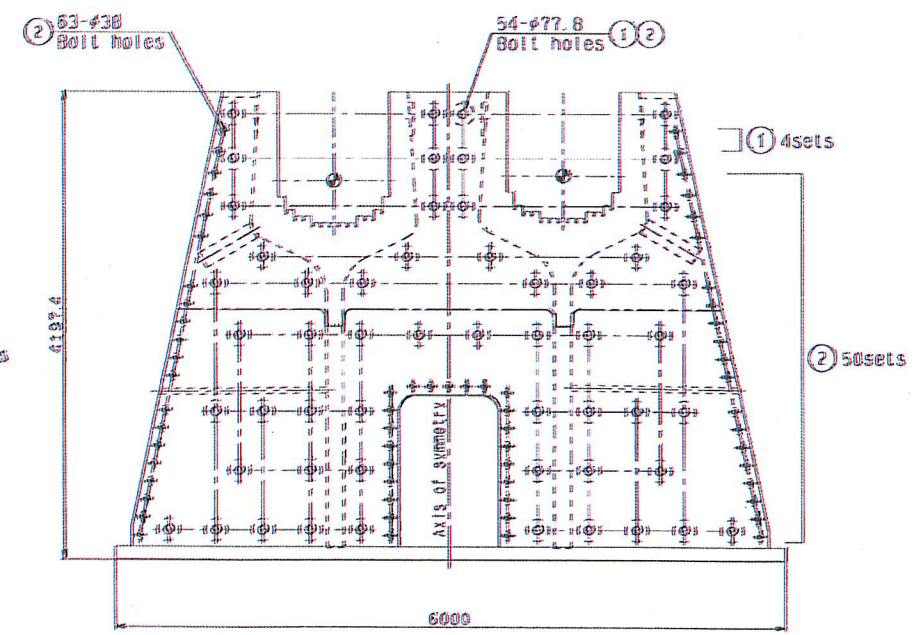 ② 63-φ38
Bolt holes
54-φ77.8
Bolt holes ①②
① 4sets
4197.4
② 50sets
Axis of symmetry
6000